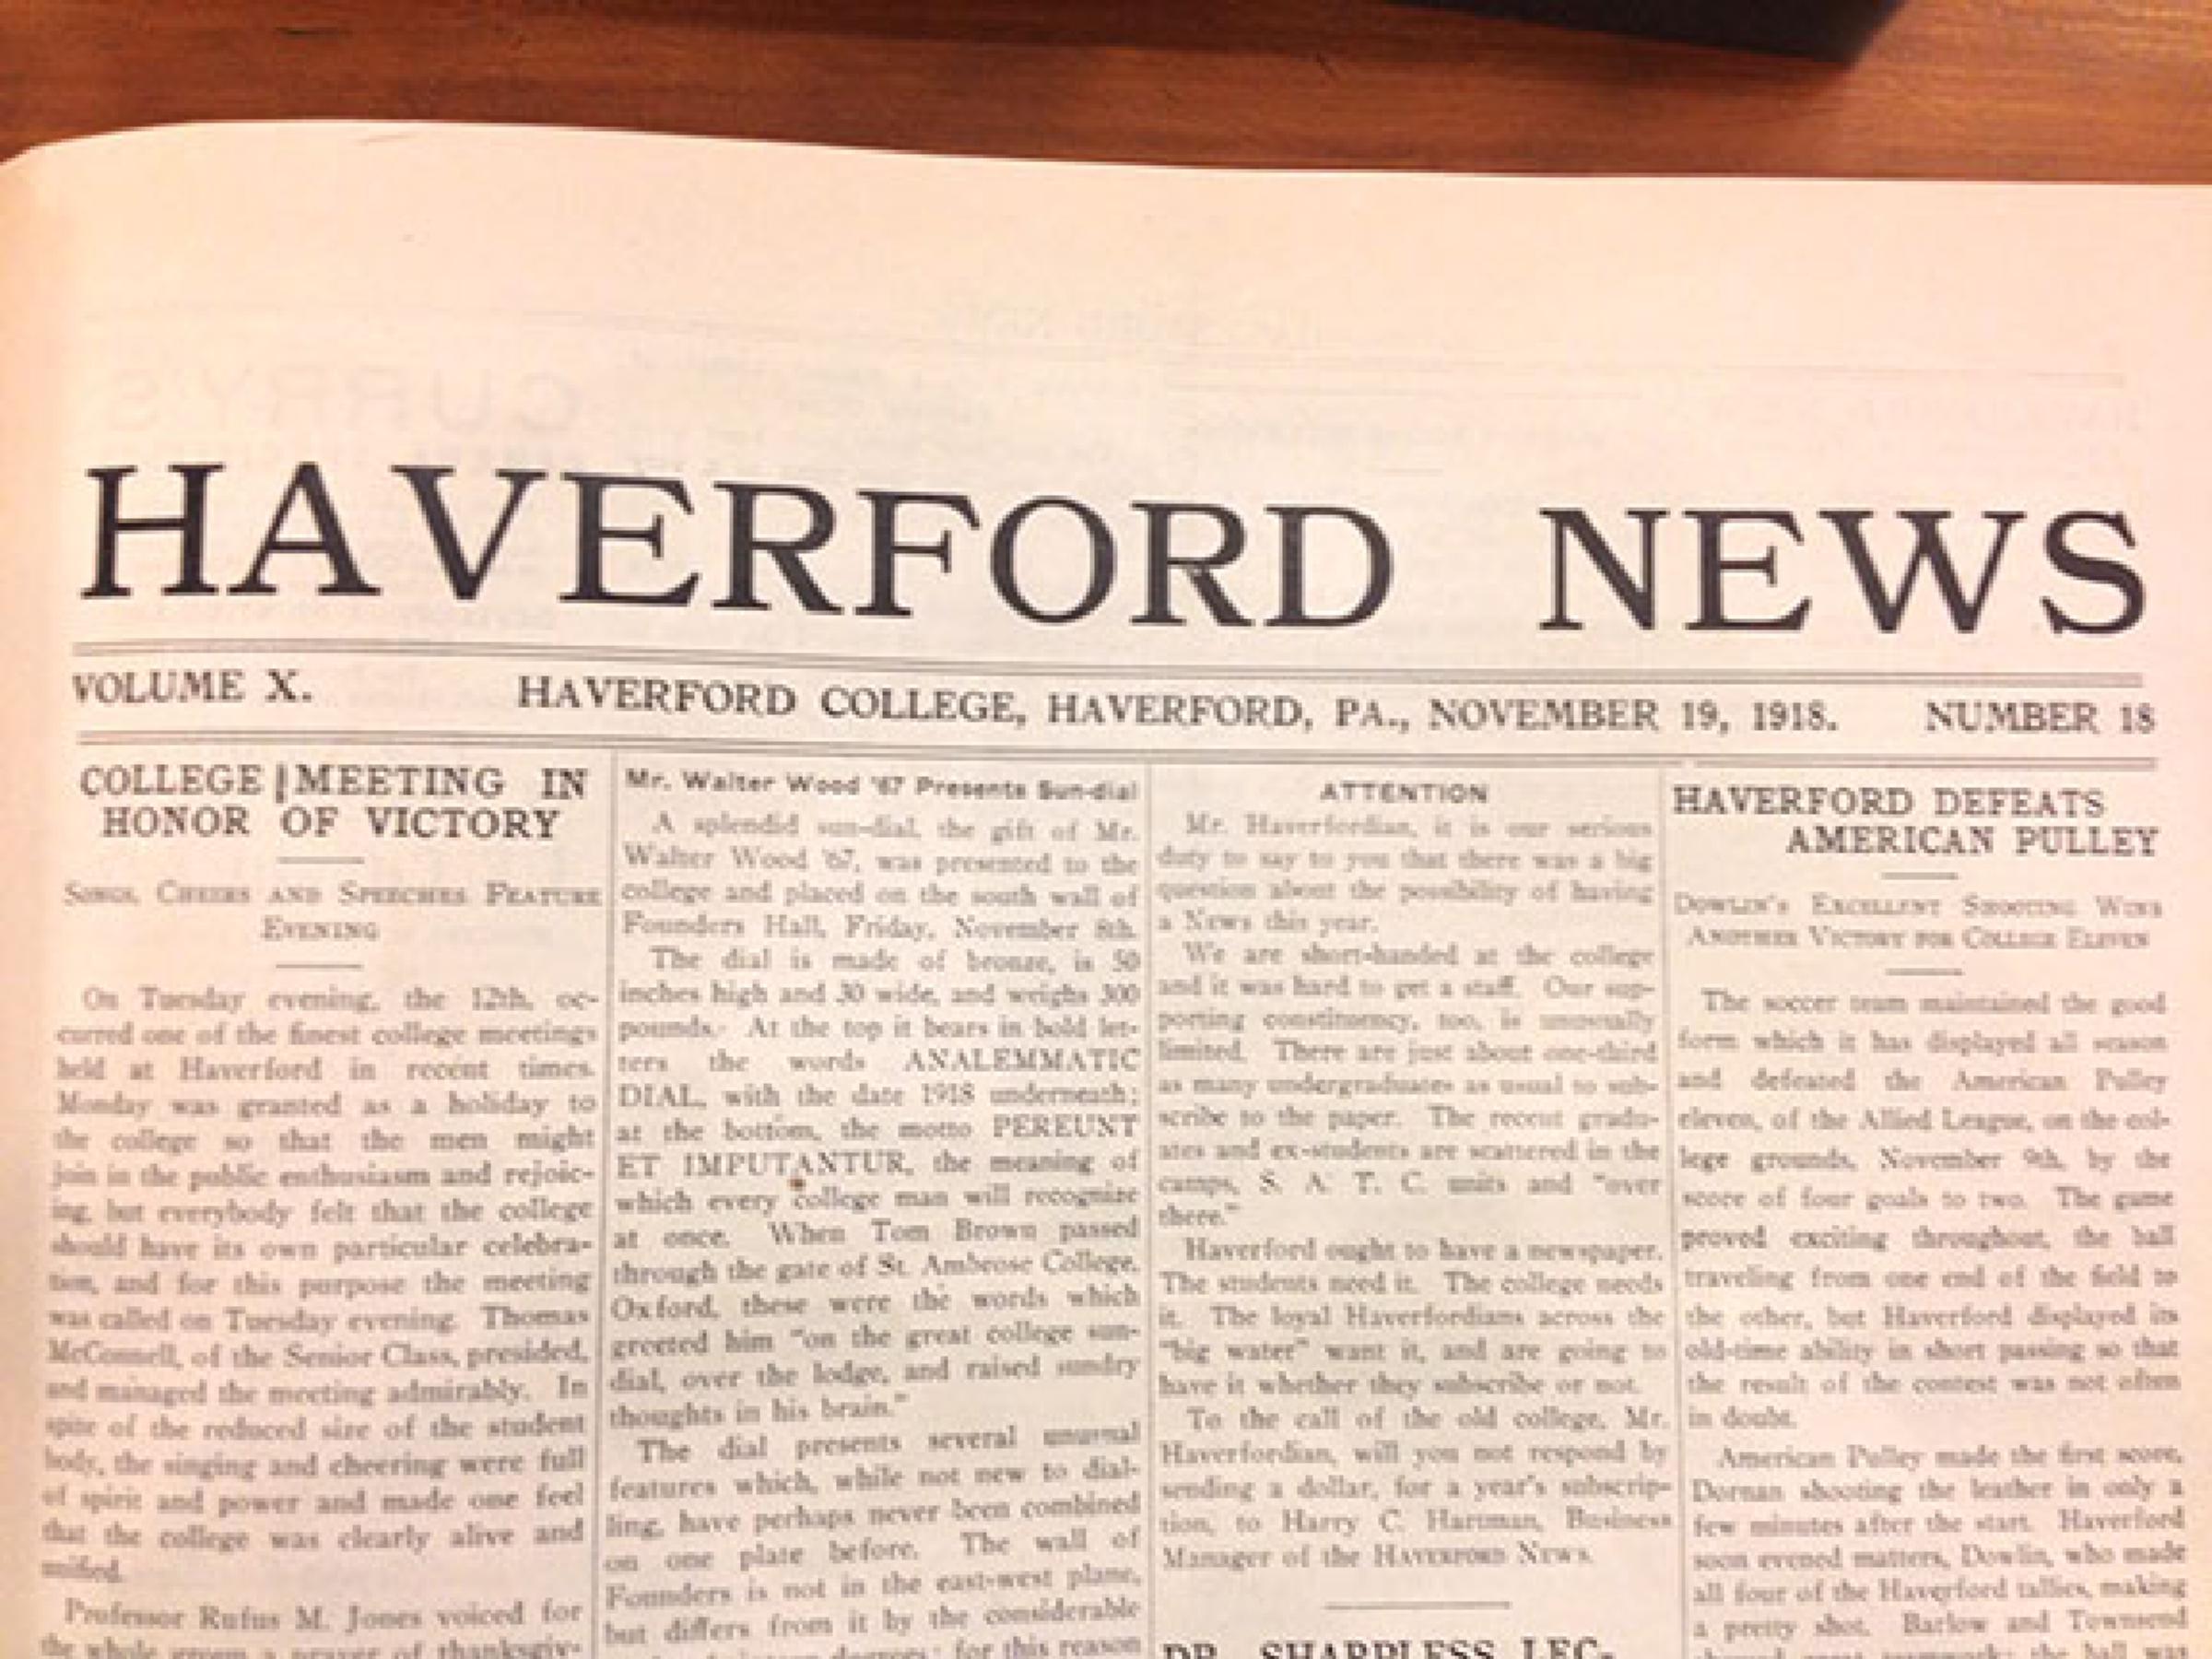 HAVERFORD NEWS
VOLUME X. HAVERFORD COLLEGE, HAVERFORD, PA., NOVEMBER 19, 1918. NUMBER 18
COLLEGE MEETING IN
HONOR OF VICTORY
SONGS, CHEERS AND SPEECHES FEATURE
EVENING
On Tuesday evening, the 12th, oc-
curred one of the finest college meetings
held at Haverford in recent times.
Monday was granted as a holiday to
the college so that the men might
join in the public enthusiasm and rejoic-
ing, but everybody felt that the college
should have its own particular celebra-
tion, and for this purpose the meeting
was called on Tuesday evening. Thomas
McConnell, of the Senior Class, presided,
and managed the meeting admirably. In
spite of the reduced size of the student
body, the singing and cheering were full
of spirit and power and made one feel
that the college was clearly alive and
unified.
Professor Rufus M. Jones voiced for
the whole group a prayer of thanksgiv-
Mr. Walter Wood '67 Presents Sun-dial
A splendid sun-dial, the gift of Mr.
Walter Wood '67, was presented to the
college and placed on the south wall of
Founders Hall, Friday, November 8th.
The dial is made of bronze, is 50
inches high and 30 wide, and weighs 300
pounds. At the top it bears in bold let-
ters the words ANALEMMATIC
DIAL, with the date 1918 underneath;
at the bottom, the motto PEREUNT
ET IMPUTANTUR, the meaning of
which every college man will recognize
at once. When Tom Brown passed
through the gate of St. Ambrose College,
Oxford, these were the words which
greeted him "on the great college sun-
dial, over the lodge, and raised sundry
thoughts in his brain."
The dial presents several unusual
features which, while not new to dial-
ling, have perhaps never been combined
on one plate before. The wall of
Founders is not in the east-west plane,
but differs from it by the considerable
degrees; for this reason
ATTENTION
Mr. Haverfordian, it is our serious
duty to say to you that there was a big
question about the possibility of having
a News this year.
We are short-handed at the college
and it was hard to get a staff. Our sup-
porting constituency, too, is unusually
limited. There are just about one-third
as many undergraduates as usual to sub-
scribe to the paper. The recent gradu-
ates and ex-students are scattered in the
camps, S. A. T. C. units and "over
there."
Haverford ought to have a newspaper.
The students need it. The college needs
it. The loyal Haverfordians across the
"big water" want it, and are going to
have it whether they subscribe or not.
To the call of the old college, Mr.
Haverfordian, will you not respond by
sending a dollar, for a year's subscrip-
tion, to Harry C. Hartman, Business
Manager of the HAVERFORD NEWS.
DR. SHARPLESS LEC-
HAVERFORD DEFEATS
AMERICAN PULLEY
DOWLIN'S EXCELLENT SHOOTING WINS
ANOTHER VICTORY FOR COLLEGE ELEVEN
The soccer team maintained the good
form which it has displayed all season
and defeated the American Pulley
eleven, of the Allied League, on the col-
lege grounds, November 9th, by the
score of four goals to two. The game
proved exciting throughout, the ball
traveling from one end of the field to
the other, but Haverford displayed its
old-time ability in short passing so that
the result of the contest was not often
in doubt.
American Pulley made the first score,
Dornan shooting the leather in only a
few minutes after the start. Haverford
soon evened matters, Dowlin, who made
all four of the Haverford tallies, making
a pretty shot. Barlow and Townsend
the ball was